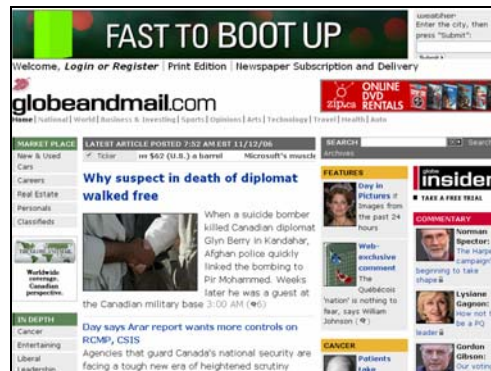 FAST TO BOOT UP
weather
Enter the city, then
press "Submit":
Welcome, Login or Register | Print Edition | Newspaper Subscription and Delivery
globeandmail.com
zip.ca
ONLINE
DVD
RENTALS
Home | National | World | Business & Investing | Sports | Opinions | Arts | Technology | Travel | Health | Auto
MARKET PLACE
New & Used
Cars
Careers
Real Estate
Personals
Classifieds
Worldwide
coverage.
Canadian
perspective.
IN DEPTH
Cancer
Entertaining
Liberal
Leadership
LATEST ARTICLE POSTED 7:52 AM EST 11/12/06
Ticker
$62 (U.S.) a barrel
Microsoft's muscle
Why suspect in death of diplomat
walked free
When a suicide bomber
killed Canadian diplomat
Glyn Berry in Kandahar,
Afghan police quickly
linked the bombing to
Pir Mohammed. Weeks
later he was a guest at
the Canadian military base 3:00 AM (6)
Day says Arar report wants more controls on
RCMP, CSIS
Agencies that guard Canada's national security are
facing a tough new era of heightened scrutiny
SEARCH
Search
Archives
FEATURES
Day in
Pictures
Images
from the past 24
hours
Web-
exclusive
comment
The
Québécois
'nation' is nothing to
fear, says William
Johnson
CANCER
Patients
globe
insider
TAKE A FREE TRIAL
COMMENTARY
Norman
Spector:
The Harper
campaign's
beginning to take
shape
Lysiane
Gagnon:
How not
be a PQ
leader
Gordon
Gibson:
Our voting